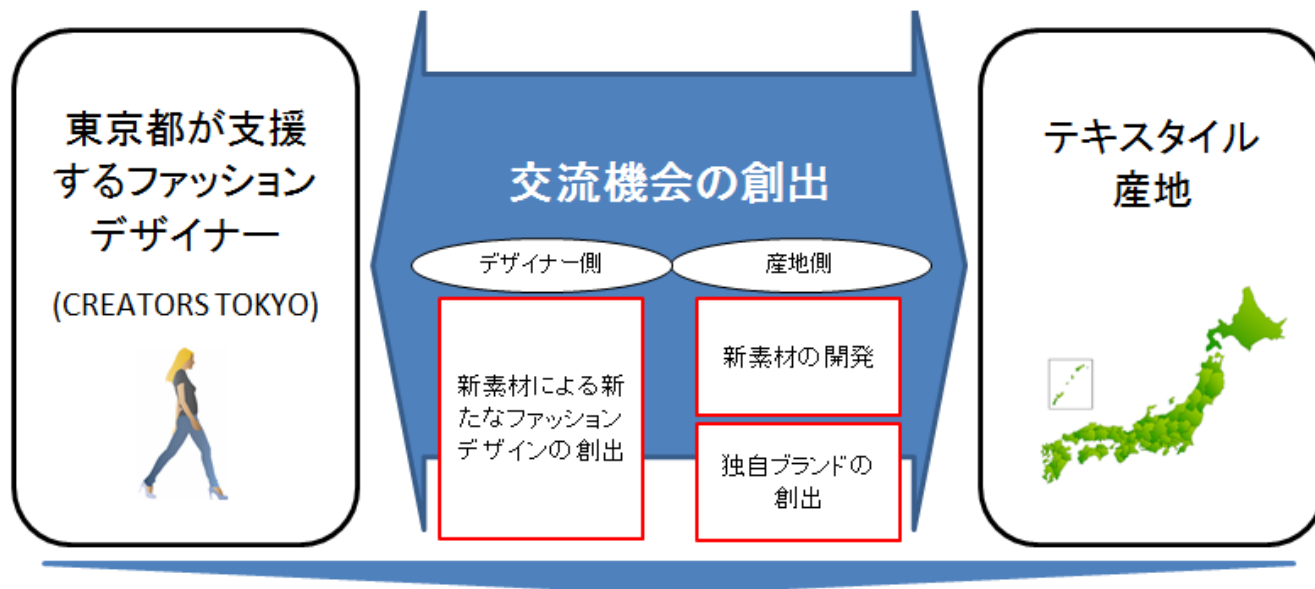 東京都が支援
するファッション
デザイナー
(CREATORS TOKYO)
交流機会の創出
デザイナー側
産地側
新素材による新
たなファッション
デザインの創出
新素材の開発
独自ブランドの
創出
テキスタイル
産地